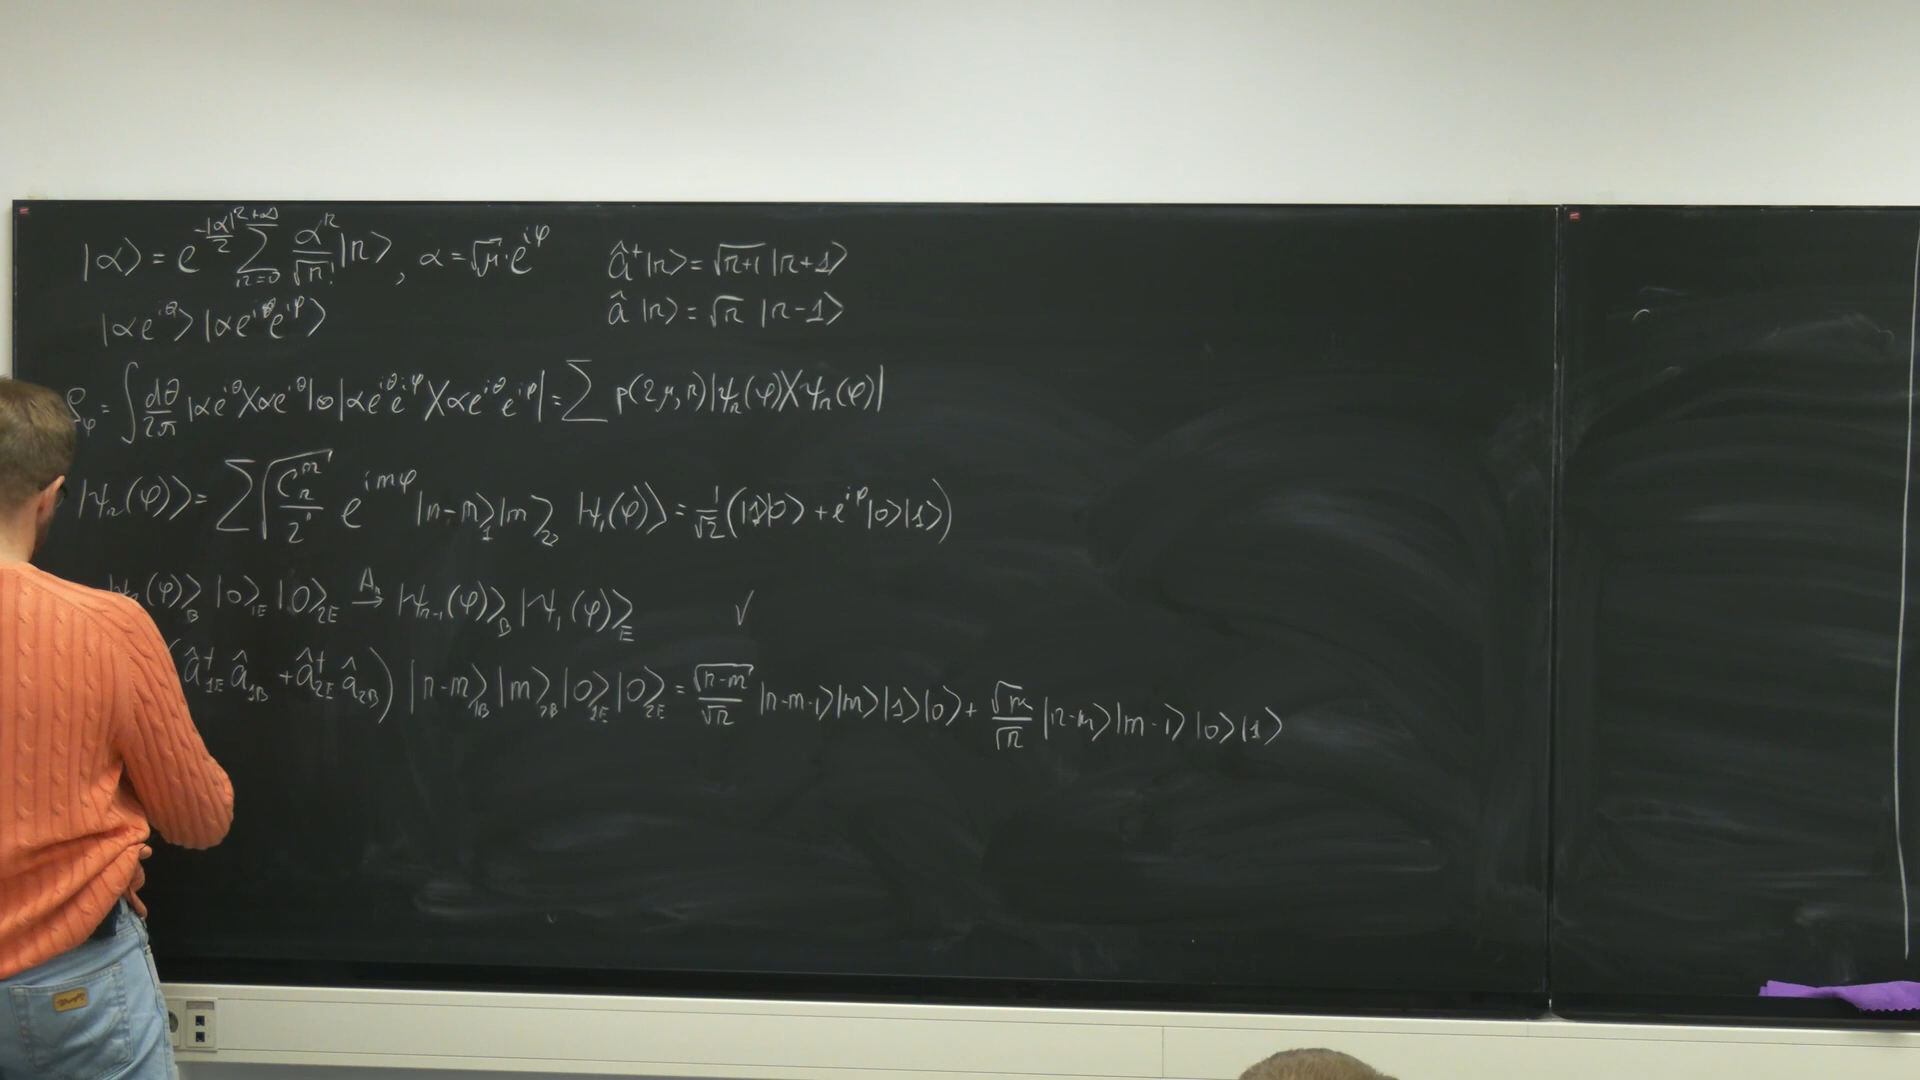 |α⟩ = e^{-|α|²/2} ∑_{n=0}^{+∞} α^n/√n! |n⟩, α = √μ · e^{iφ}
â⁺|n⟩ = √n+1 |n+1⟩
|αe^{iθ}⟩|αe^{iθ}e^{iφ}⟩
â |n⟩ = √n |n-1⟩
ρ_φ = ∫ dθ/2π |αe^{iθ}⟩⟨αe^{iθ}| ⊗ |αe^{iθ}e^{iφ}⟩⟨αe^{iθ}e^{iφ}| = ∑ p(2μ,n)|ψ_n(φ)⟩⟨ψ_n(φ)|
|ψ_n(φ)⟩ = ∑ √(C_n^m/2^n) e^{imφ} |n-m⟩_1 |m⟩_2 |ψ_1(φ)⟩ = 1/√2 (|1⟩|0⟩ + e^{iφ}|0⟩|1⟩)
(φ)⟩_B |0⟩_{1E} |0⟩_{2E} →^{A_n} |ψ_{n-1}(φ)⟩_B |ψ_1(φ)⟩_E ✓
(â⁺_{1E} â_{1B} + â⁺_{2E} â_{2B}) |n-m⟩_{1B} |m⟩_{2B} |0⟩_{1E} |0⟩_{2E} = √n-m/√n |n-m-1⟩|m⟩|1⟩|0⟩ + √m/√n |n-m⟩|m-1⟩|0⟩|1⟩